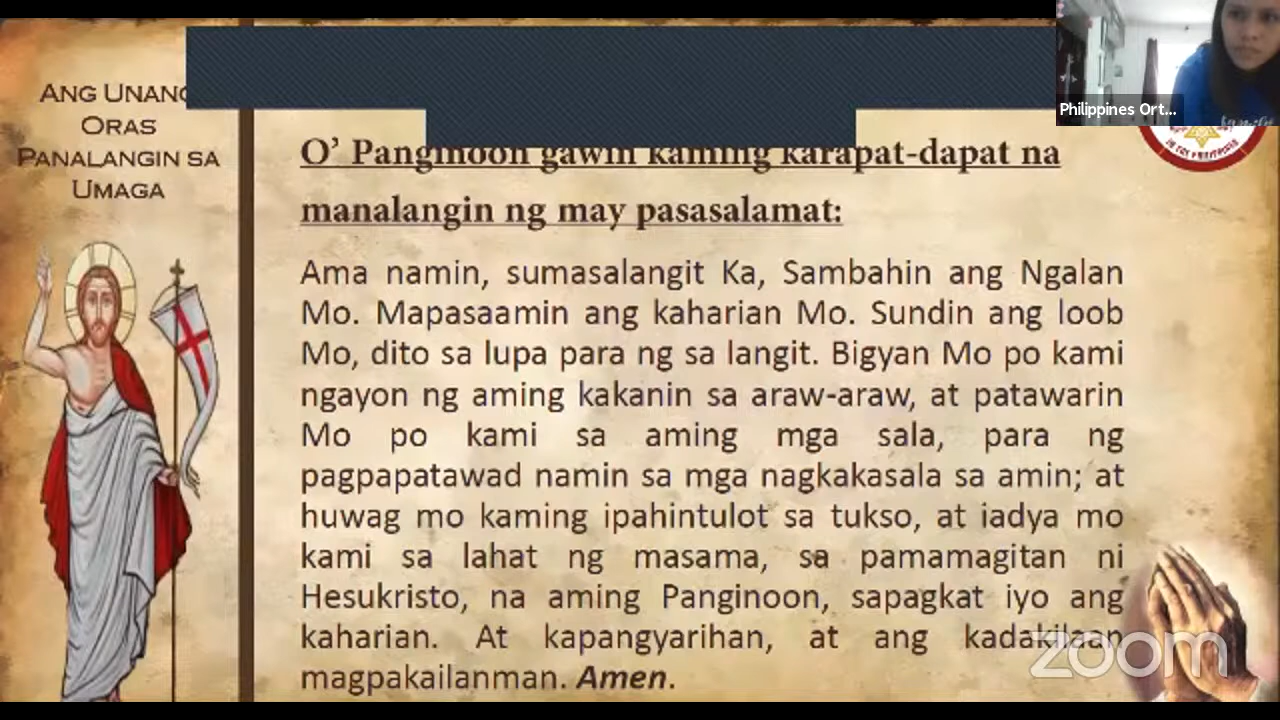 ANG UNANG
ORAS
PANALANGIN SA
UMAGA
Philippines Ort...
O' Panginoon gawin kaming karapat-dapat na
manalangin ng may pasasalamat:
Ama namin, sumasalangit Ka, Sambahin ang Ngalan
Mo. Mapasaamin ang kaharian Mo. Sundin ang loob
Mo, dito sa lupa para ng sa langit. Bigyan Mo po kami
ngayon ng aming kakanin sa araw-araw, at patawarin
Mo po kami sa aming mga sala, para ng
pagpapatawad namin sa mga nagkakasala sa amin; at
huwag mo kaming ipahintulot sa tukso, at iadya mo
kami sa lahat ng masama, sa pamamagitan ni
Hesukristo, na aming Panginoon, sapagkat iyo ang
kaharian. At kapangyarihan, at ang kadakilaan
magpakailanman. Amen.
zoom